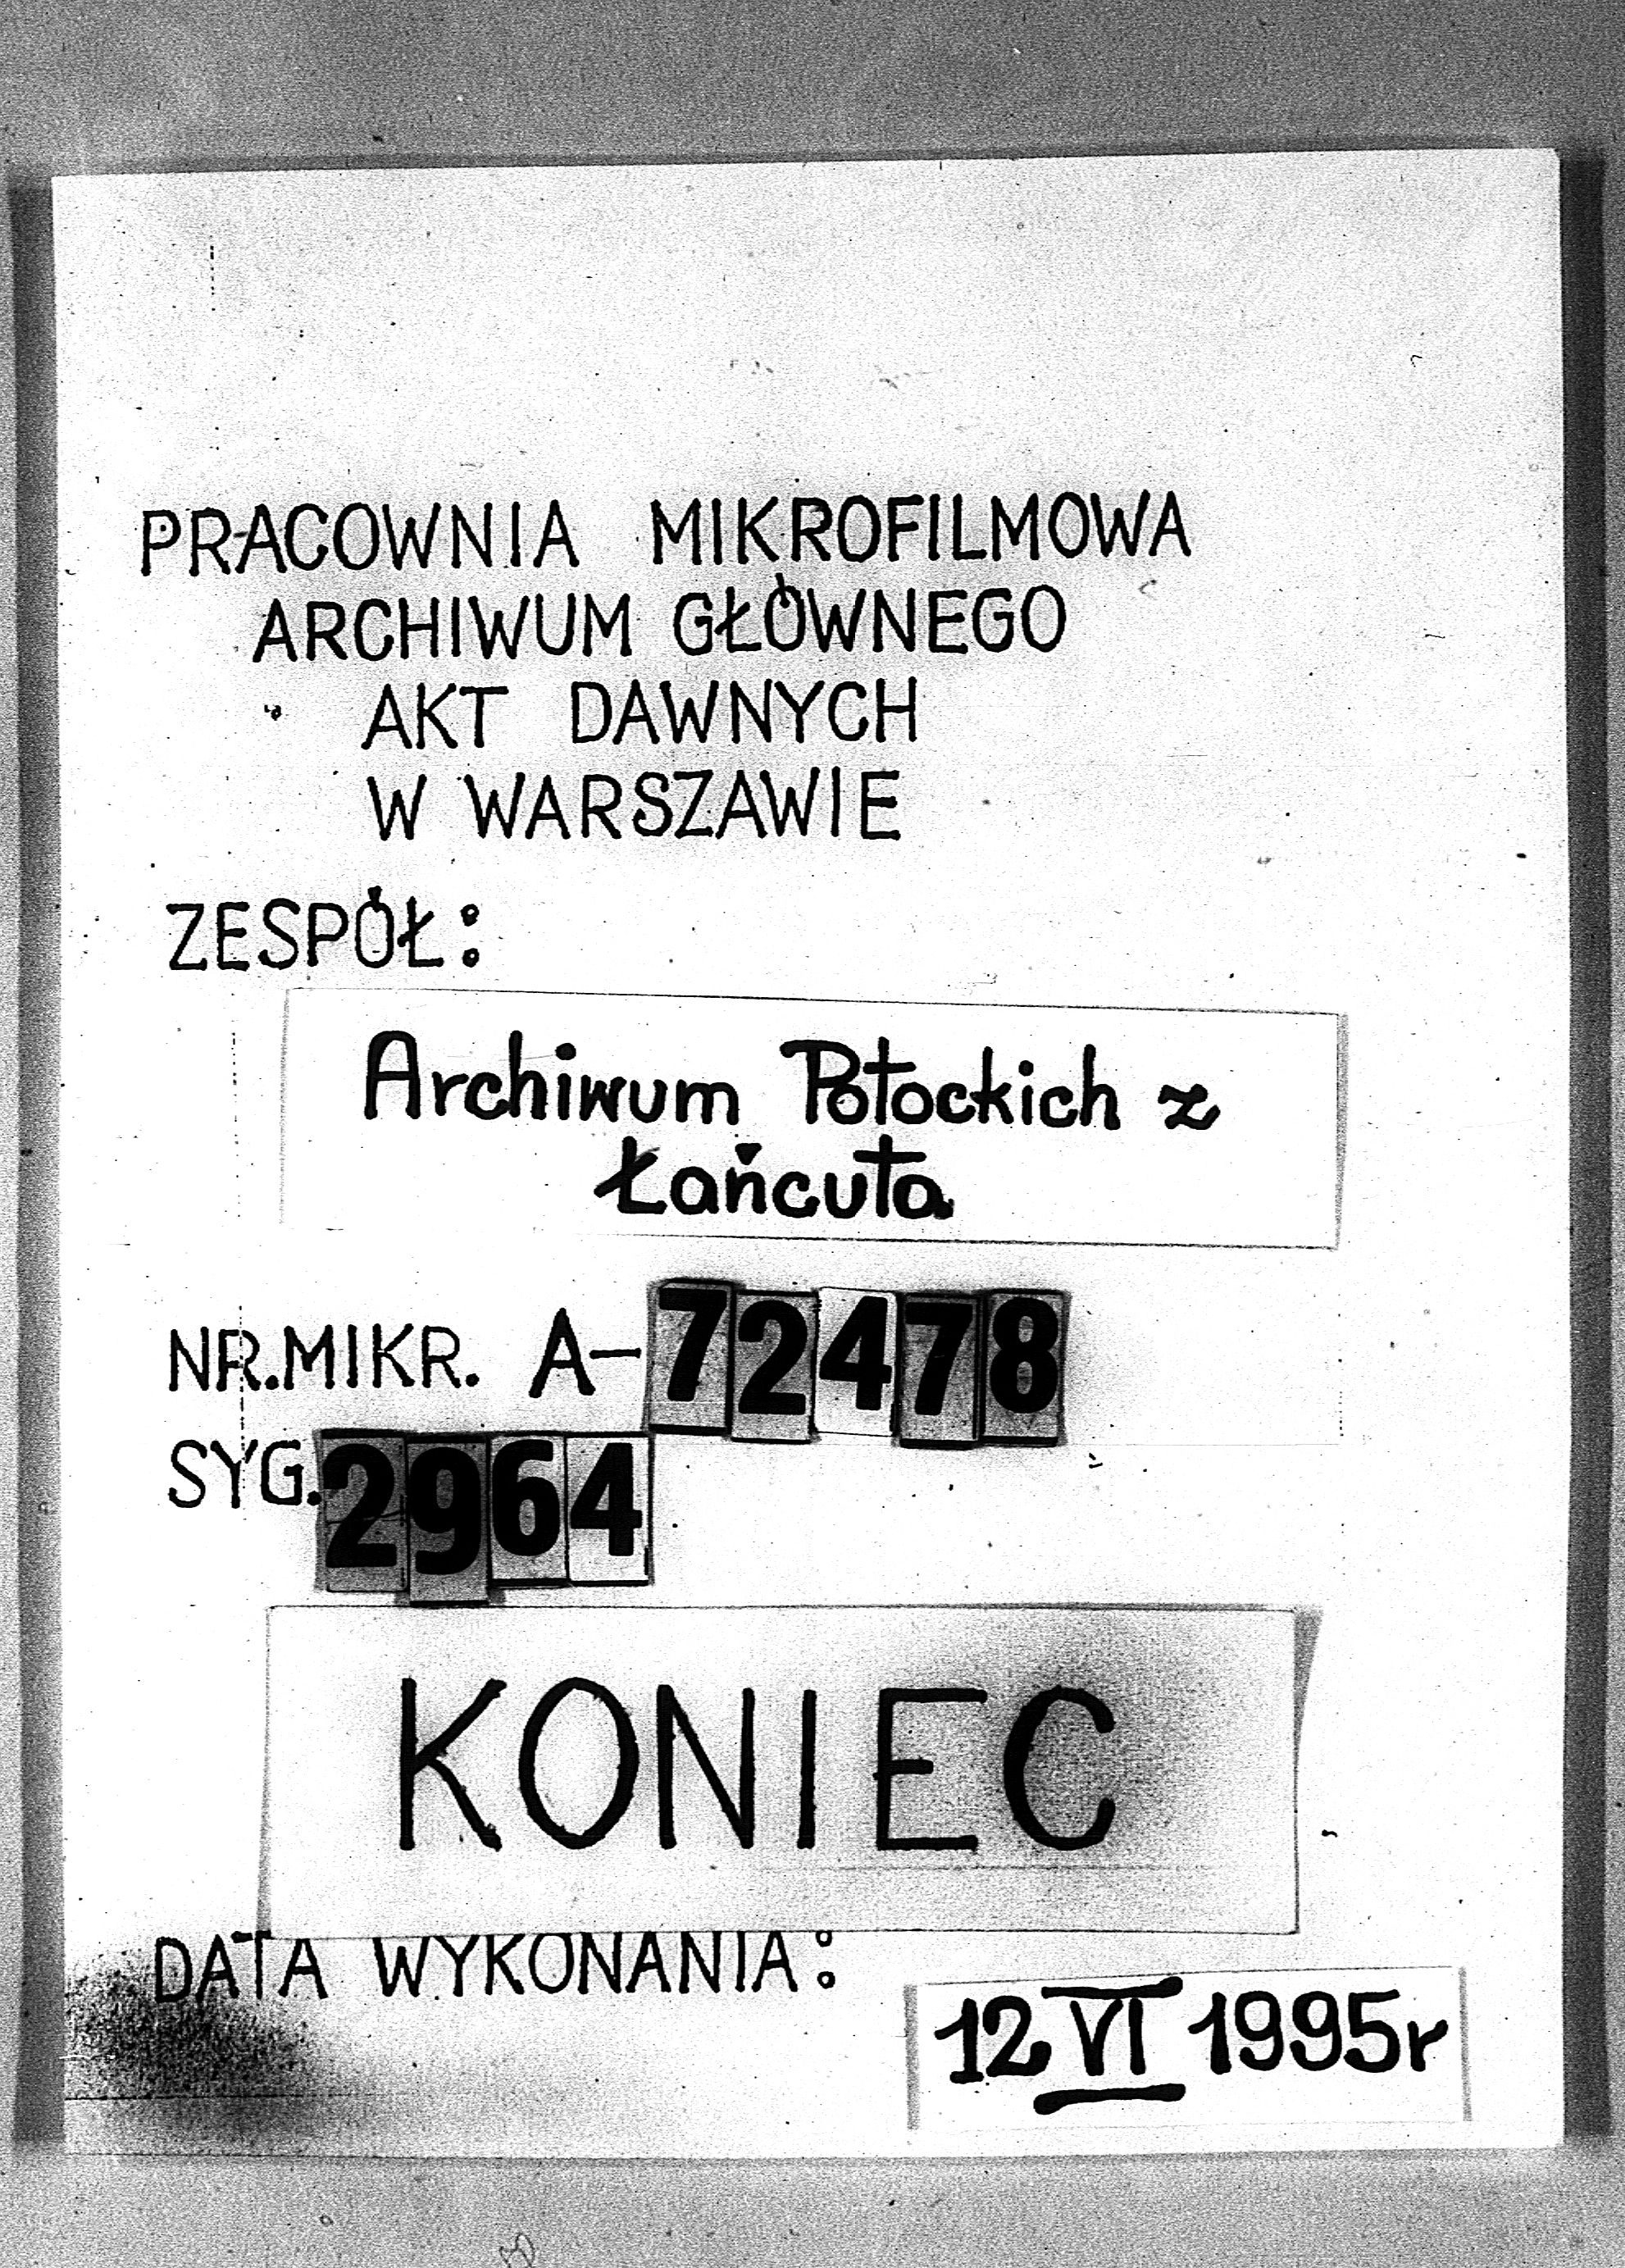 PRACOWNIA MIKROFILMOWA
ARCHIWUM GŁÓWNEGO
AKT DAWNYCH
W WARSZAWIE
ZESPÓŁ:
Archiwum Potockich z
Łańcuta
NR.MIKR. A-72478
SYG. 2964
KONIEC
DATA WYKONANIA:
12 VI 1995r